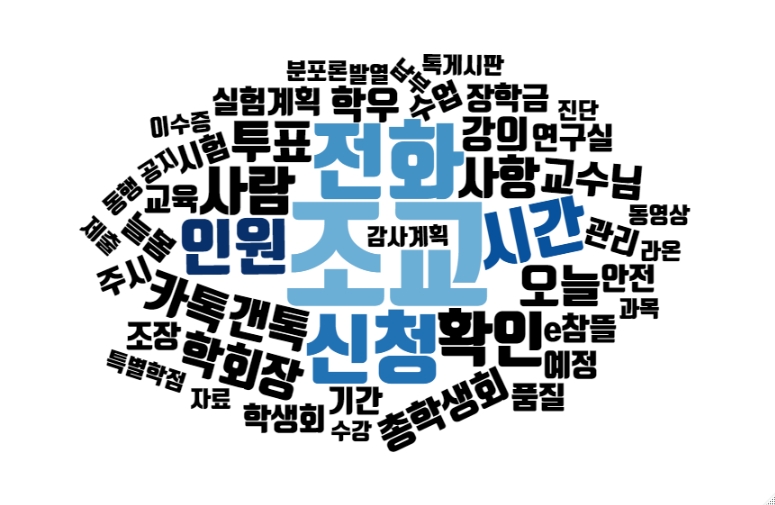 분포론
발열
납부
톡게시판
실험계획
학우
수업
장학금
진단
이수증
공지
시험
투표
전화
강의
연구실
동행
교육
사람
사항
교수님
제출
늘봄
인원
조교
감사계획
시간
관리
동영상
라온
주시
카톡
갠톡
오늘
안전
과목
조장
학회장
신청
확인
e참뜰
예정
특별학점
자료
학생회
기간
수강
총학생회
품질